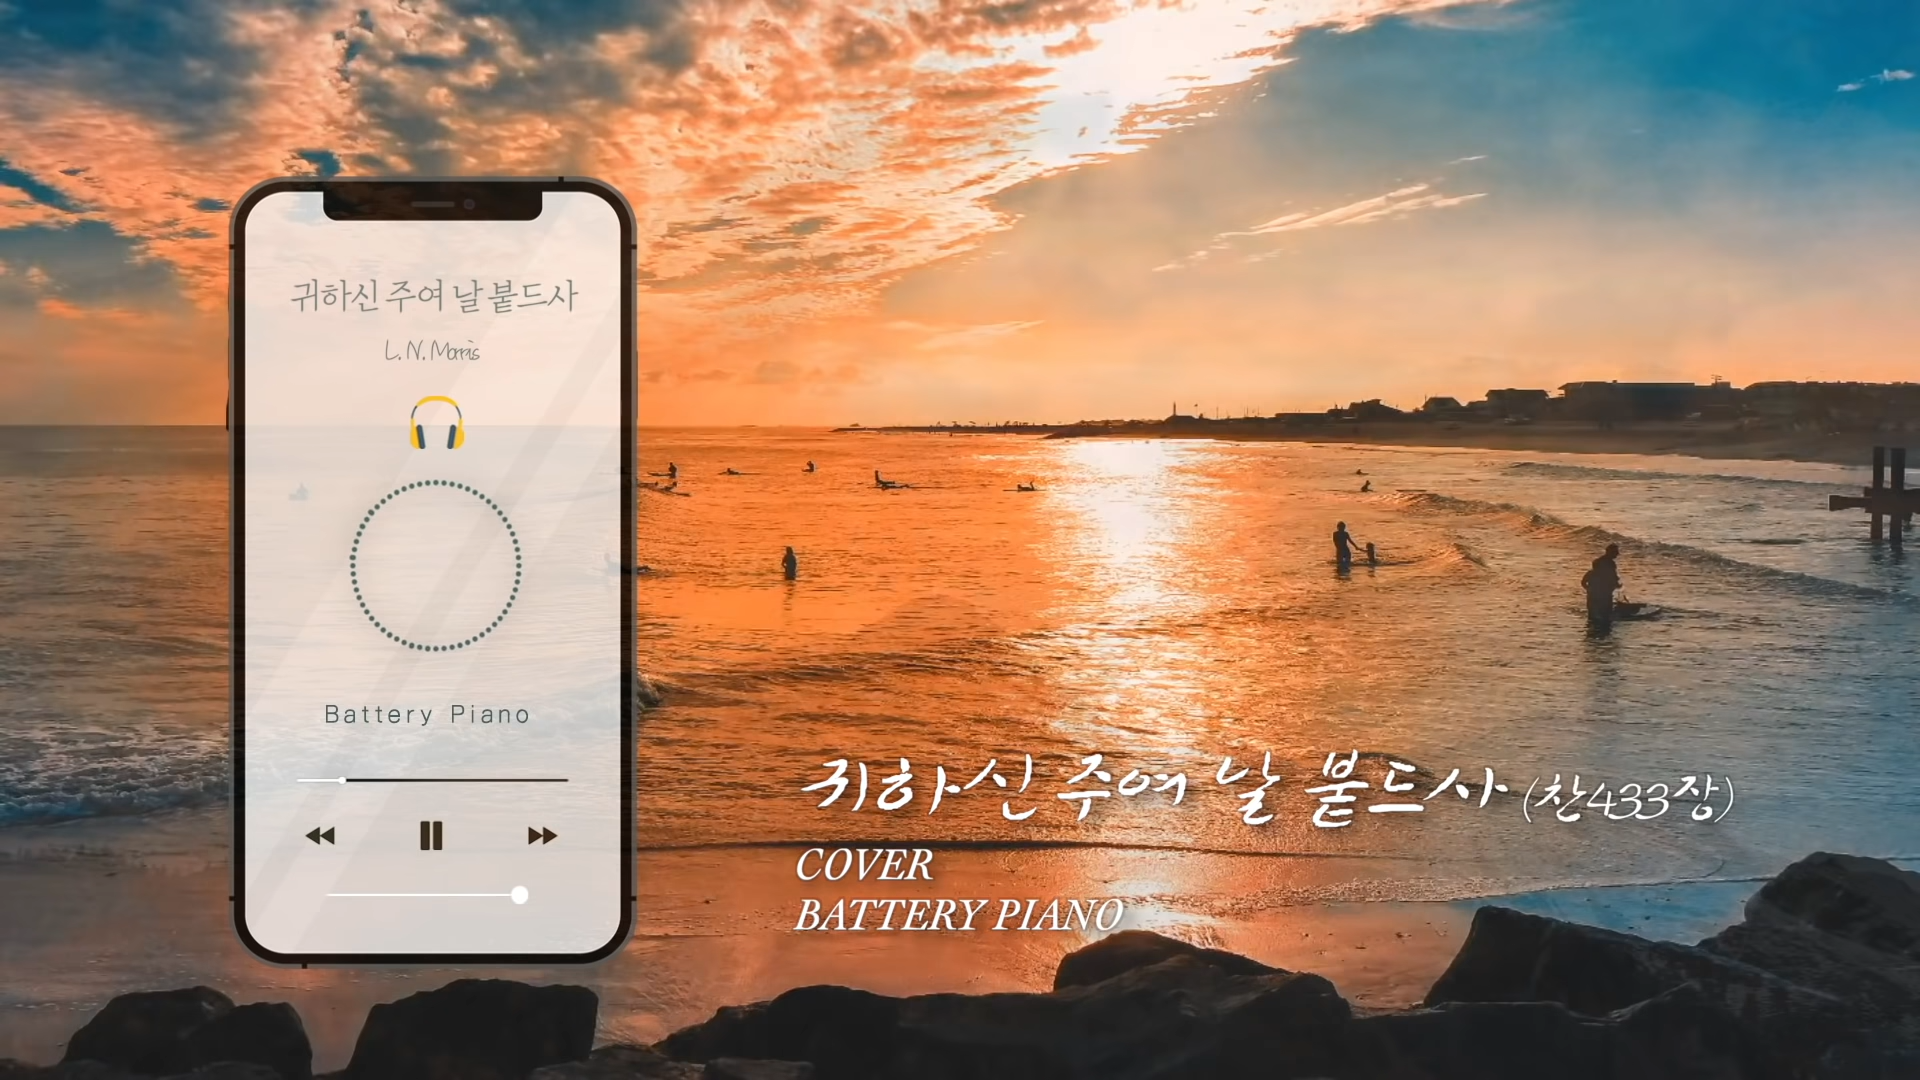 귀하신 주여 날 붙드사
L. N. Morris
Battery Piano
귀하신 주여 날 붙드사 (찬433장)
COVER
BATTERY PIANO